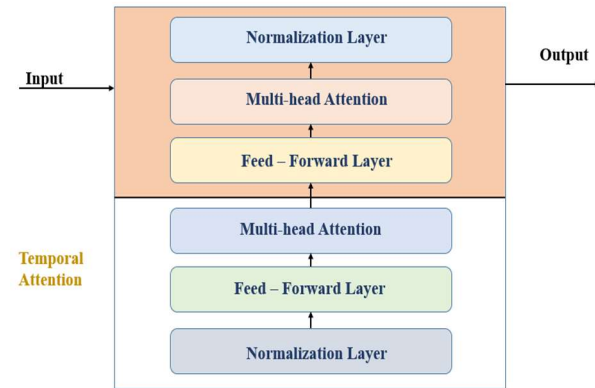 Normalization Layer
Input
Output
Multi-head Attention
Feed – Forward Layer
Multi-head Attention
Temporal
Attention
Feed – Forward Layer
Normalization Layer